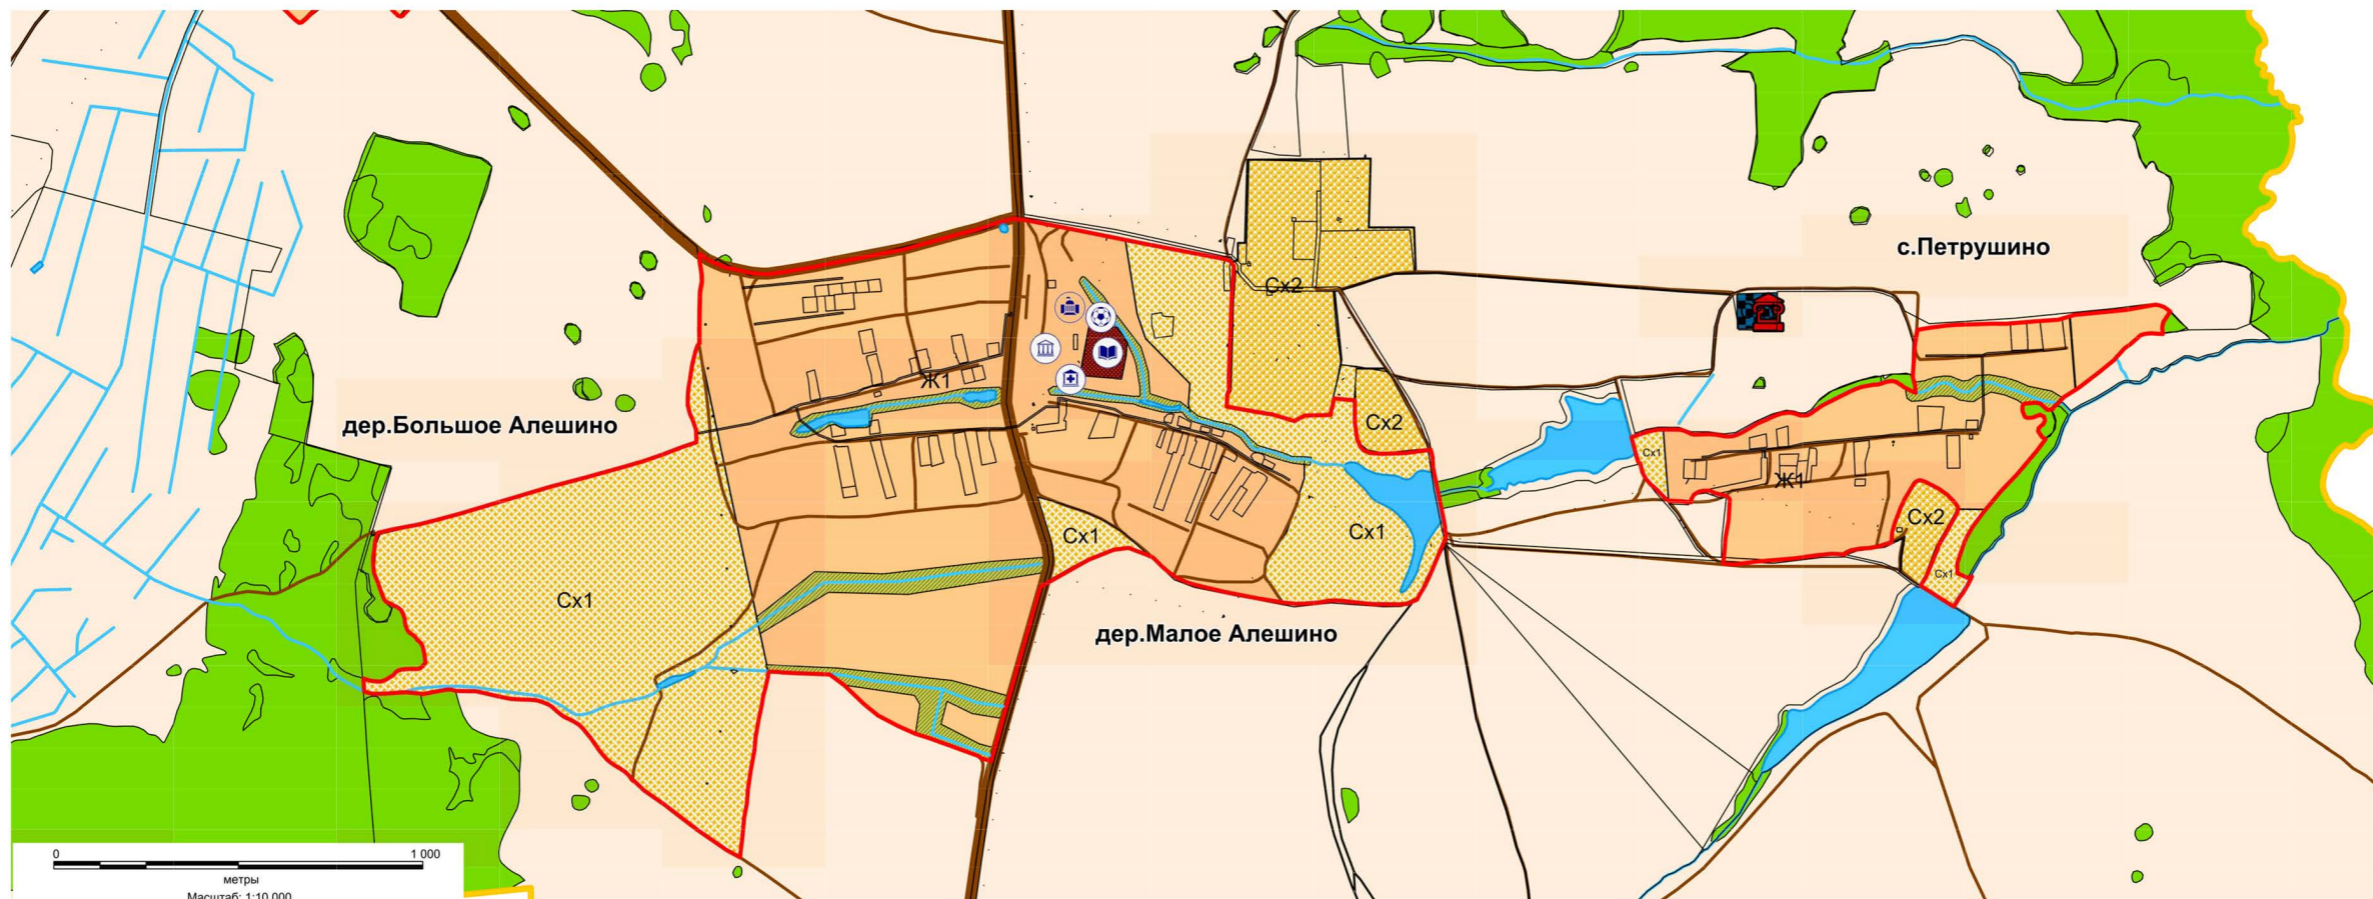 с.Петрушино
Сх2
Ж1
дер.Большое Алешино
Сх2
Сх1
Ж1
Сх2
Сх1
Сх1
Сх1
Сх1
дер.Малое Алешино
0 1 000
метры
Масштаб: 1:10 000